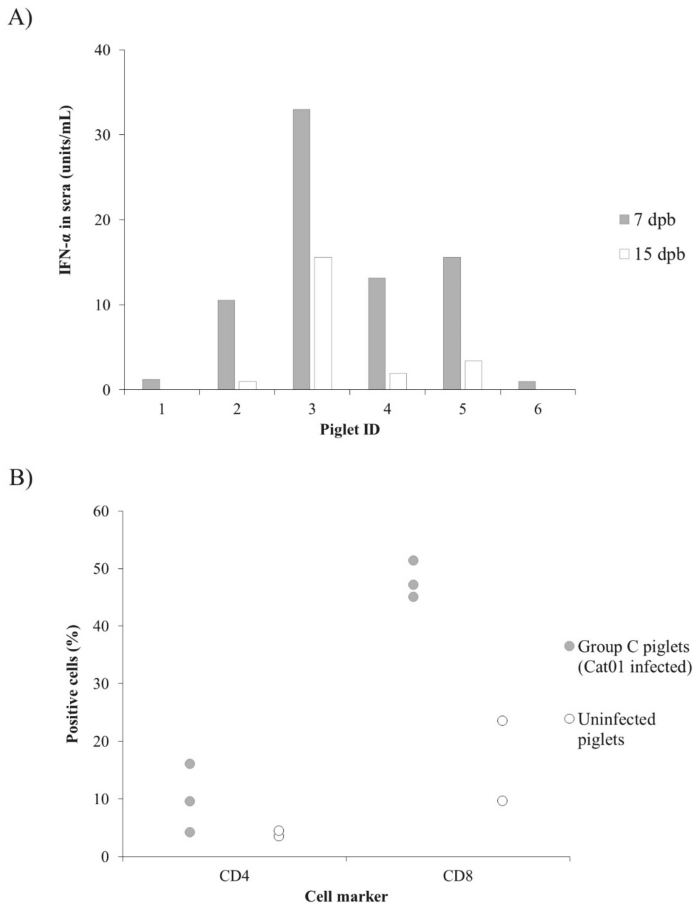 A)
40
30
20
10
0
IFN-α in sera (units/mL)
1 2 3 4 5 6
Piglet ID
7 dpb
15 dpb
B)
60
50
40
30
20
10
0
Positive cells (%)
CD4 CD8
Cell marker
Group C piglets
(Cat01 infected)
Uninfected
piglets